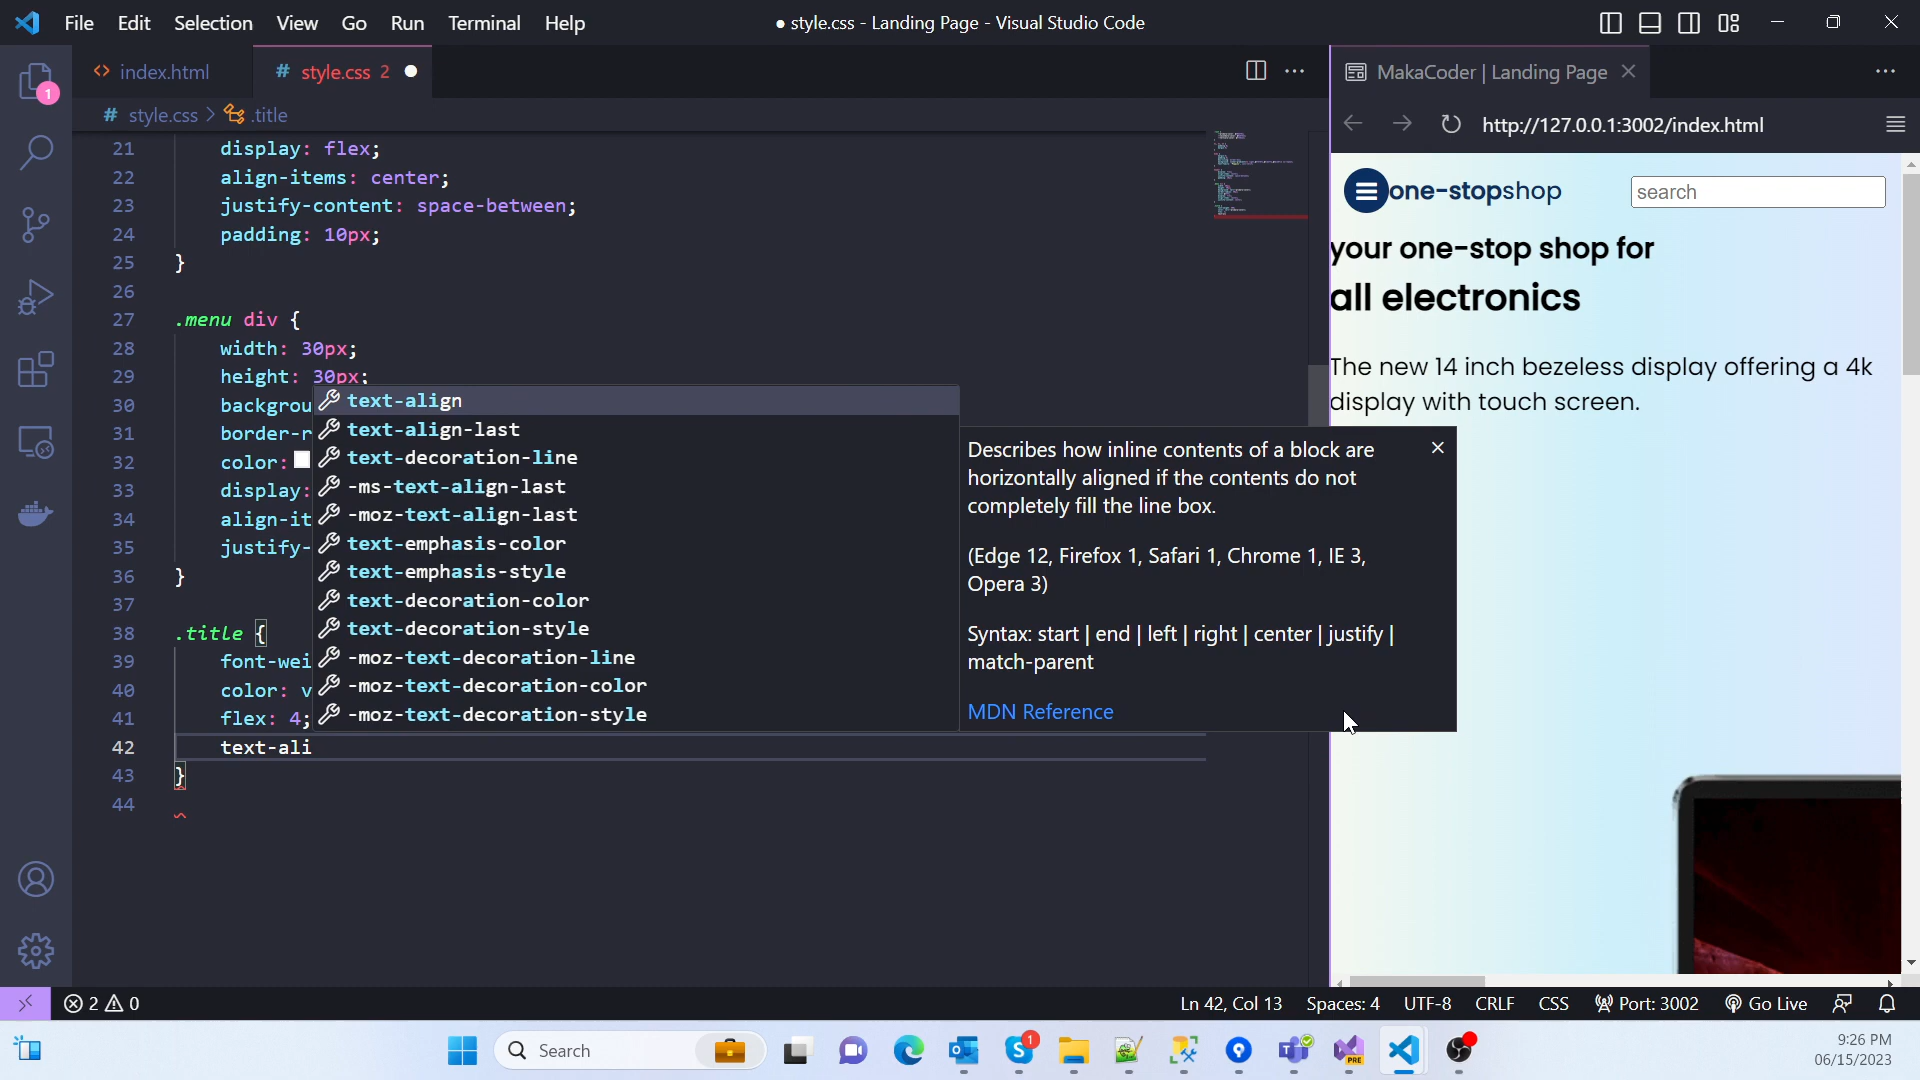 File Edit Selection View Go Run Terminal Help
● style.css - Landing Page - Visual Studio Code
index.html
# style.css 2 ●
MakaCoder | Landing Page
# style.css > .title
http://127.0.0.1:3002/index.html
21 display: flex;
22 align-items: center;
23 justify-content: space-between;
24 padding: 10px;
25 }
26
27 .menu div {
28 width: 30px;
29 height: 30px;
30 backgrou
31 border-r
32 color:
33 display:
34 align-it
35 justify-
36 }
37
38 .title {
39 font-wei
40 color: v
41 flex: 4;
42 text-ali
43 }
44
text-align
text-align-last
text-decoration-line
-ms-text-align-last
-moz-text-align-last
text-emphasis-color
text-emphasis-style
text-decoration-color
text-decoration-style
-moz-text-decoration-line
-moz-text-decoration-color
-moz-text-decoration-style
Describes how inline contents of a block are
horizontally aligned if the contents do not
completely fill the line box.
(Edge 12, Firefox 1, Safari 1, Chrome 1, IE 3,
Opera 3)
Syntax: start | end | left | right | center | justify |
match-parent
MDN Reference
one-stopshop
search
your one-stop shop for
all electronics
The new 14 inch bezeless display offering a 4k
display with touch screen.
1
2 0
Ln 42, Col 13 Spaces: 4 UTF-8 CRLF CSS Port: 3002 Go Live
Search
1
PRE
9:26 PM
06/15/2023